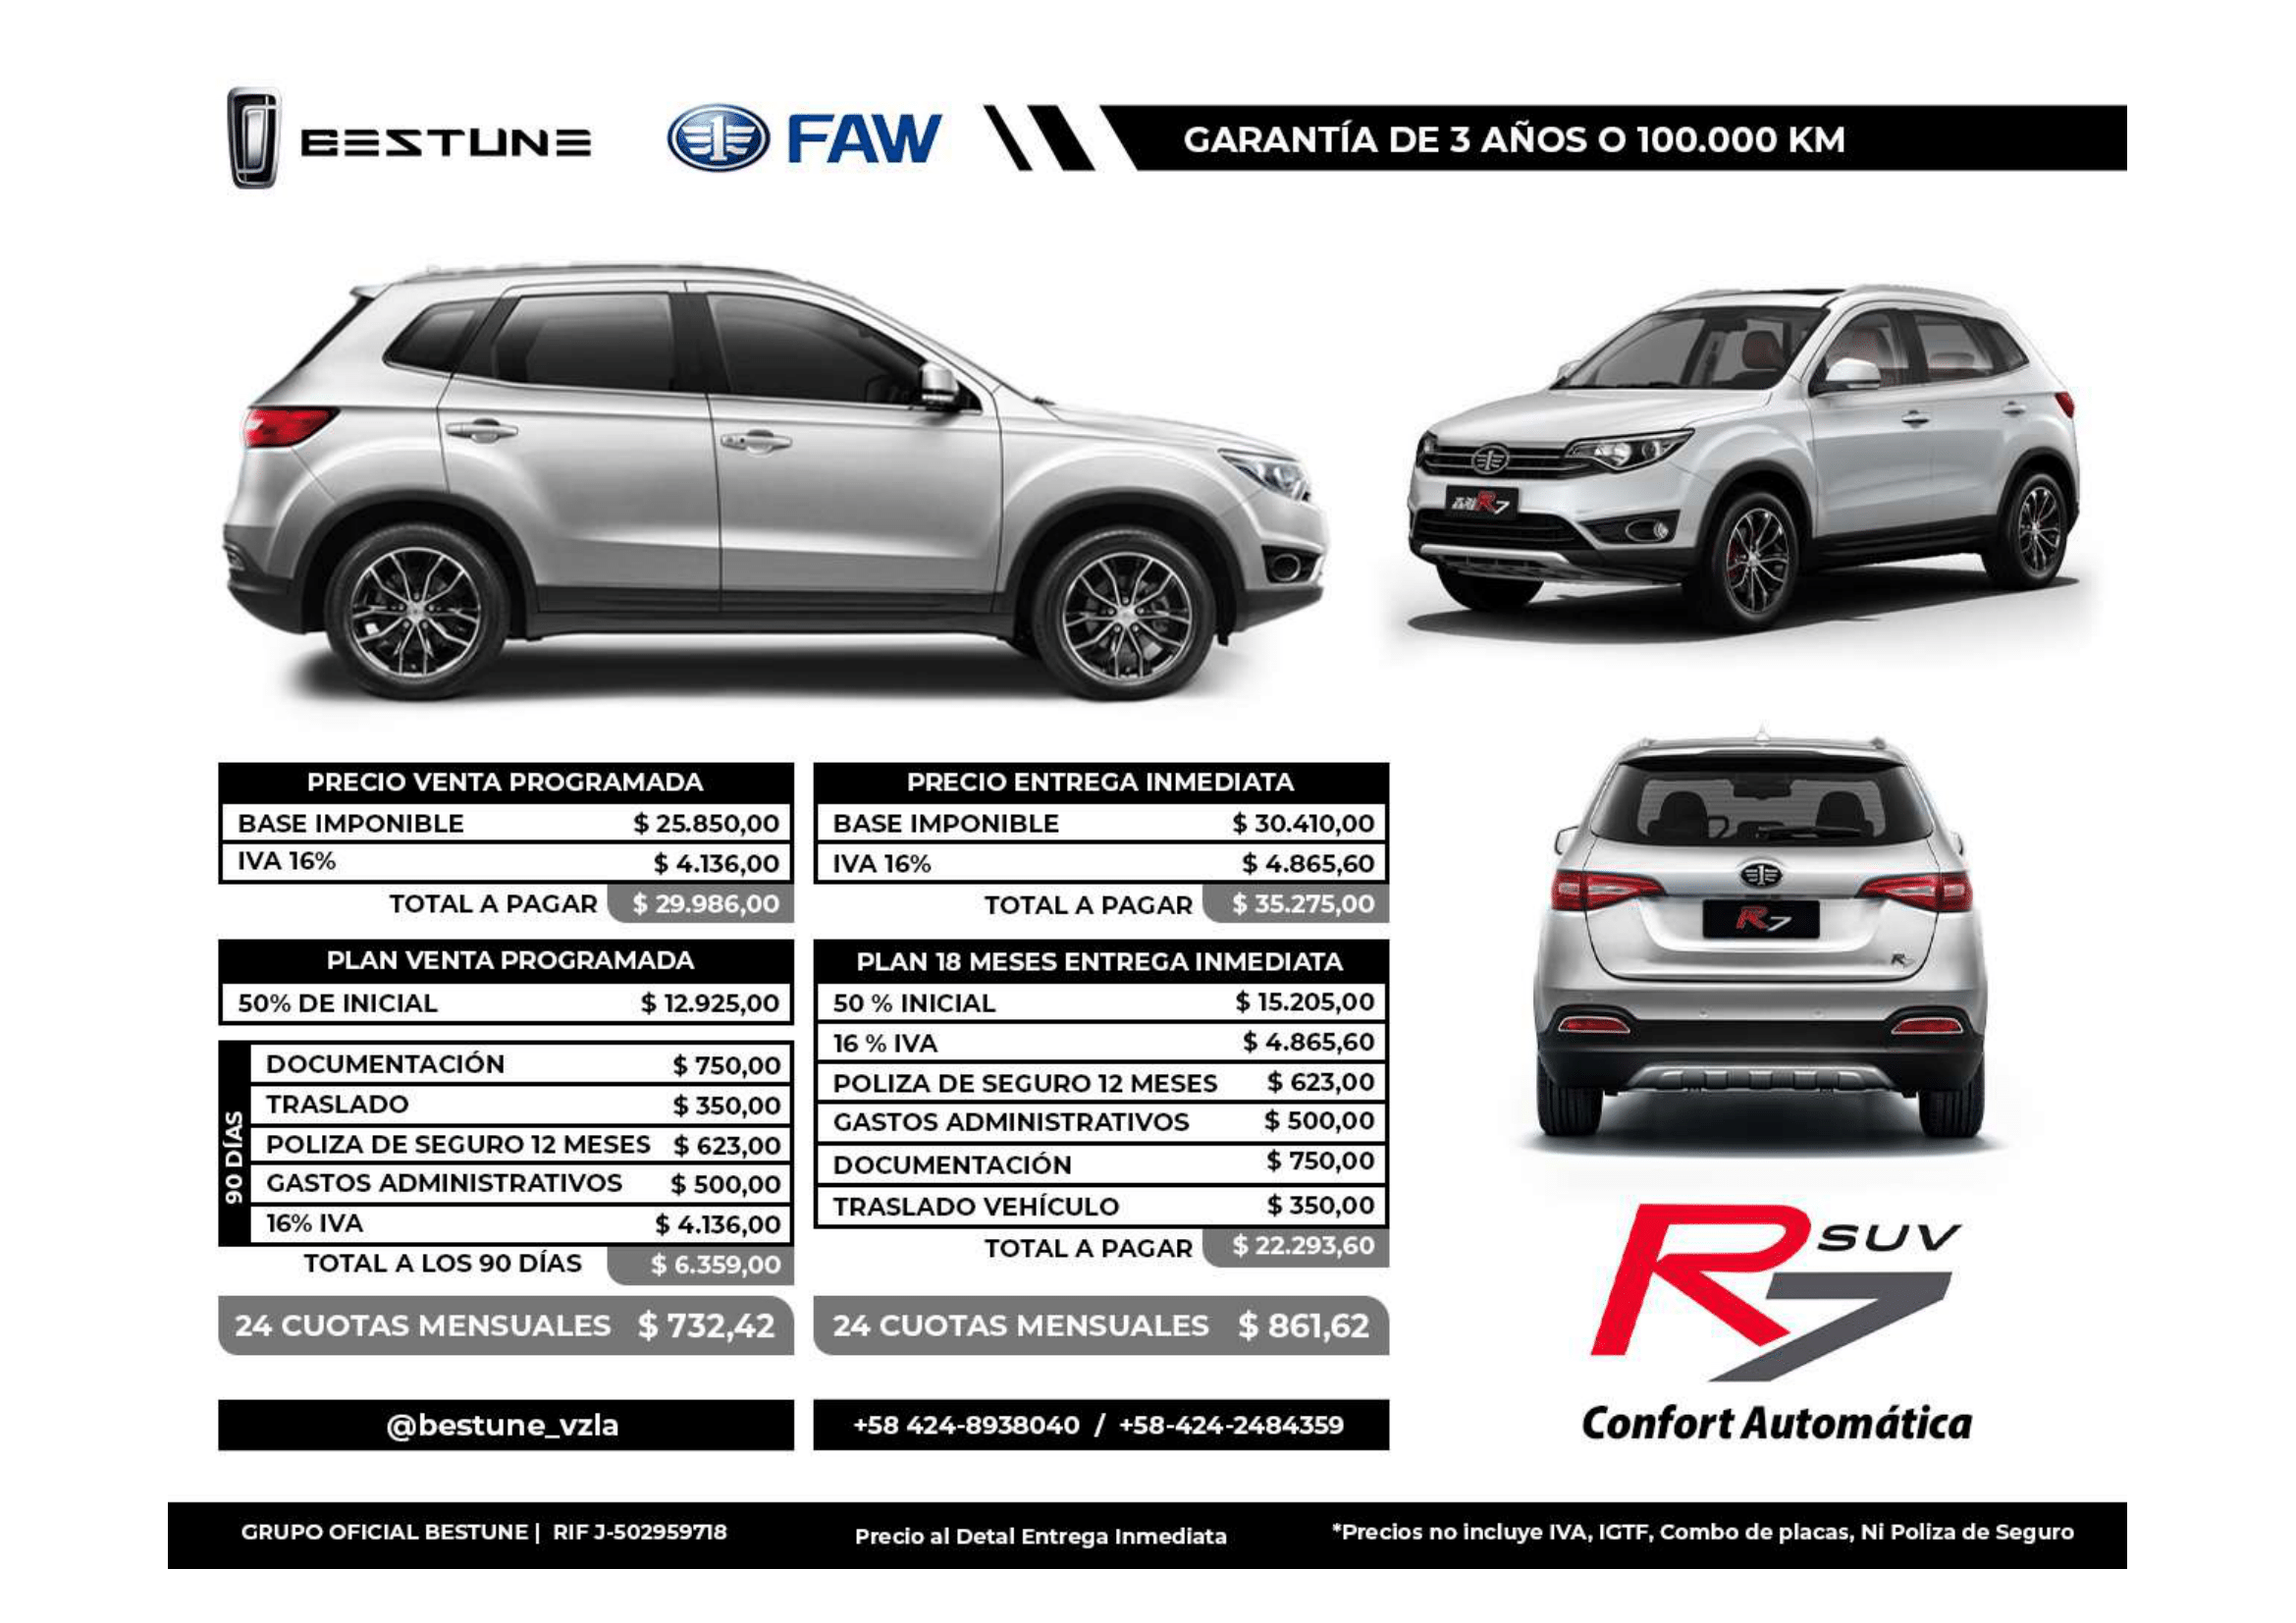 BESTUNE
FAW
GARANTÍA DE 3 AÑOS O 100.000 KM
R7
PRECIO VENTA PROGRAMADA
BASE IMPONIBLE $ 25.850,00
IVA 16% $ 4.136,00
TOTAL A PAGAR $ 29.986,00
PLAN VENTA PROGRAMADA
50% DE INICIAL $ 12.925,00
90 DÍAS
DOCUMENTACIÓN $ 750,00
TRASLADO $ 350,00
POLIZA DE SEGURO 12 MESES $ 623,00
GASTOS ADMINISTRATIVOS $ 500,00
16% IVA $ 4.136,00
TOTAL A LOS 90 DÍAS $ 6.359,00
24 CUOTAS MENSUALES $ 732,42
PRECIO ENTREGA INMEDIATA
BASE IMPONIBLE $ 30.410,00
IVA 16% $ 4.865,60
TOTAL A PAGAR $ 35.275,00
PLAN 18 MESES ENTREGA INMEDIATA
50 % INICIAL $ 15.205,00
16 % IVA $ 4.865,60
POLIZA DE SEGURO 12 MESES $ 623,00
GASTOS ADMINISTRATIVOS $ 500,00
DOCUMENTACIÓN $ 750,00
TRASLADO VEHÍCULO $ 350,00
TOTAL A PAGAR $ 22.293,60
24 CUOTAS MENSUALES $ 861,62
R7
R7
R7 SUV
Confort Automática
@bestune_vzla
+58 424-8938040 / +58-424-2484359
GRUPO OFICIAL BESTUNE | RIF J-502959718
Precio al Detal Entrega Inmediata
*Precios no incluye IVA, IGTF, Combo de placas, Ni Poliza de Seguro